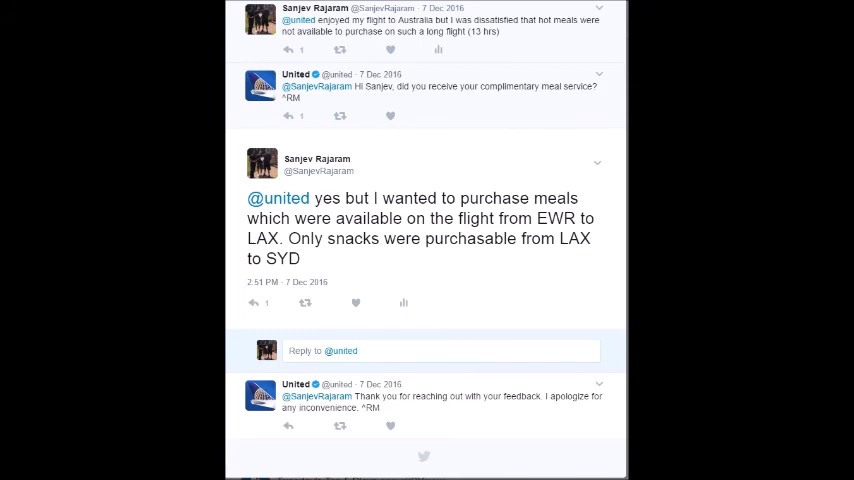 Sanjev Rajaram @SanjevRajaram · 7 Dec 2016
@united enjoyed my flight to Australia but I was dissatisfied that hot meals were
not available to purchase on such a long flight (13 hrs)
1
United @united · 7 Dec 2016
@SanjevRajaram Hi Sanjev, did you receive your complimentary meal service?
^RM
1
Sanjev Rajaram
@SanjevRajaram
@united yes but I wanted to purchase meals
which were available on the flight from EWR to
LAX. Only snacks were purchasable from LAX
to SYD
2:51 PM · 7 Dec 2016
1
Reply to @united
United @united · 7 Dec 2016
@SanjevRajaram Thank you for reaching out with your feedback. I apologize for
any inconvenience. ^RM